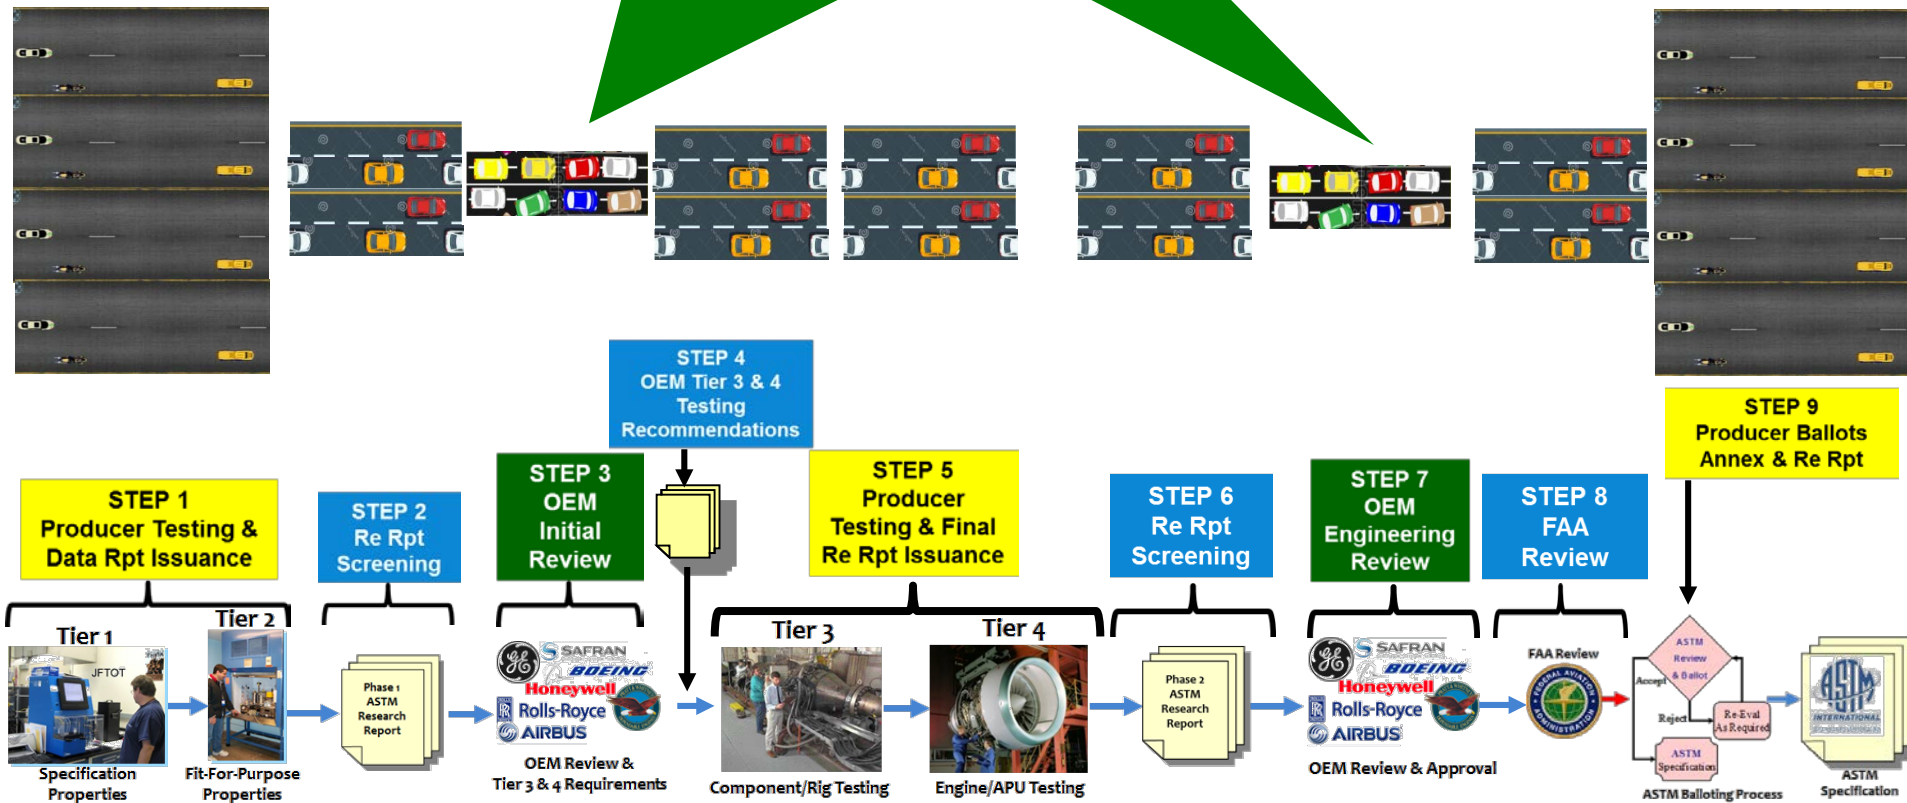 STEP 4
OEM Tier 3 & 4
Testing
Recommendations
STEP 9
Producer Ballots
Annex & Re Rpt
STEP 1
Producer Testing &
Data Rpt Issuance
STEP 2
Re Rpt
Screening
STEP 3
OEM
Initial
Review
STEP 5
Producer
Testing & Final
Re Rpt Issuance
STEP 6
Re Rpt
Screening
STEP 7
OEM
Engineering
Review
STEP 8
FAA
Review
Tier 1
JFTOT
Specification
Properties
Tier 2
Fit-For-Purpose
Properties
Phase 1
ASTM
Research
Report
GE
SAFRAN
BOEING
Honeywell
Rolls-Royce
AIRBUS
OEM Review &
Tier 3 & 4 Requirements
Tier 3
Component/Rig Testing
Tier 4
Engine/APU Testing
Phase 2
ASTM
Research
Report
GE
SAFRAN
BOEING
Honeywell
Rolls-Royce
AIRBUS
OEM Review & Approval
FAA Review
FEDERAL AVIATION
ADMINISTRATION
ASTM
Review
& Ballot
Accept
Reject
Re-Eval
As Required
ASTM
Specification
ASTM Balloting Process
ASTM
INTERNATIONAL
ASTM
Specification